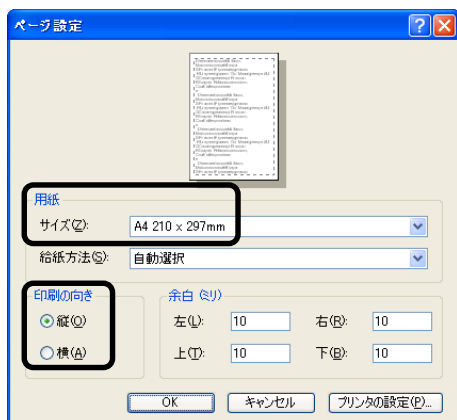 ページ設定
用紙
サイズ(Z): A4 210 x 297mm
給紙方法(S): 自動選択
印刷の向き
縦(O)
横(A)
余白 (ミリ)
左(L): 10 右(R): 10
上(T): 10 下(B): 10
OK キャンセル プリンタの設定(P)...